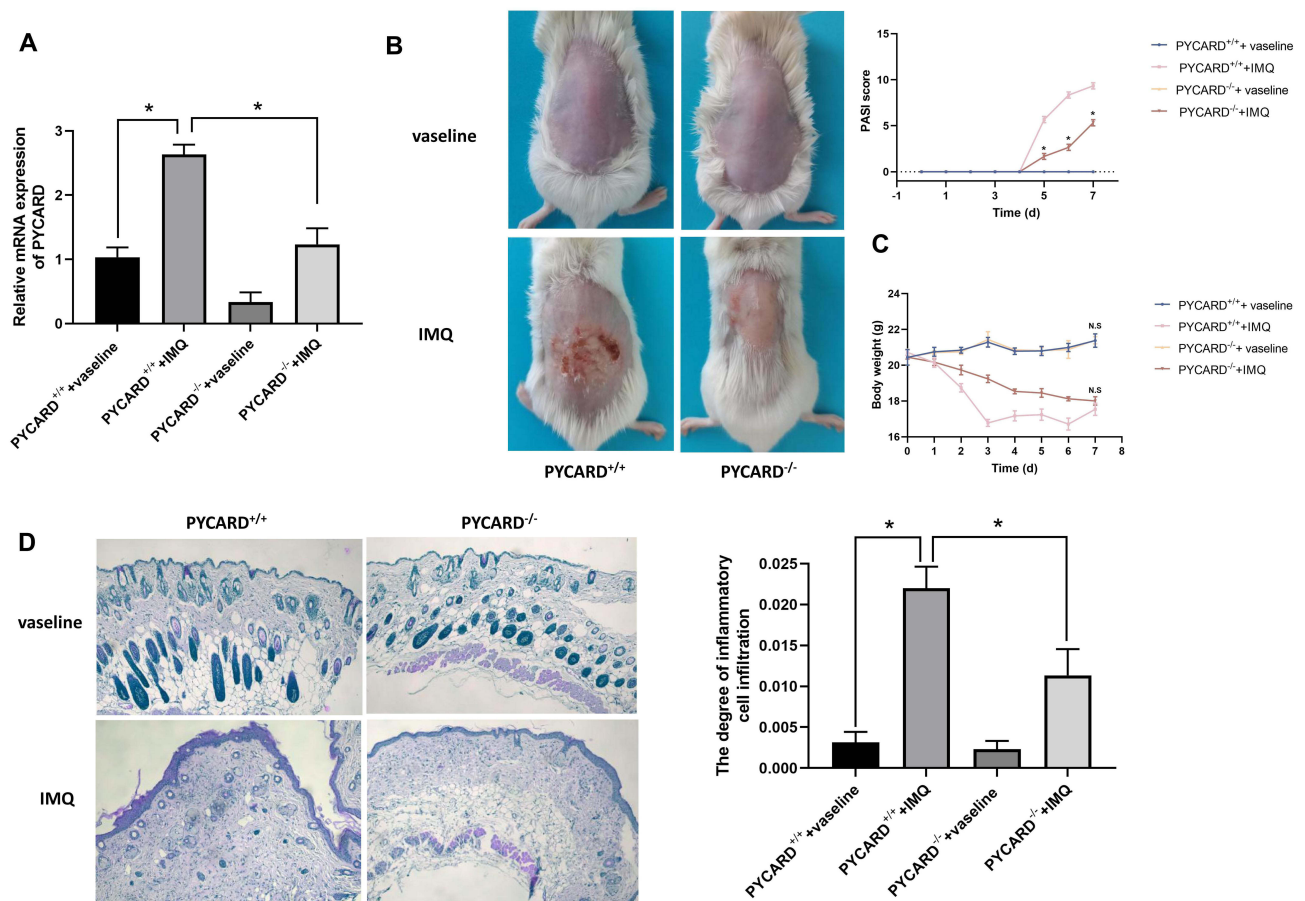 A
Relative mRNA expression
of PYCARD
3
2
1
0
*
*
PYCARD+/+ +vaseline
PYCARD+/+ +IMQ
PYCARD-/- +vaseline
PYCARD-/- +IMQ
B
vaseline
IMQ
PYCARD+/+
PYCARD-/-
PASI score
15
10
5
0
-1
1
3
5
7
Time (d)
*
*
*
PYCARD+/+ + vaseline
PYCARD+/+ +IMQ
PYCARD-/- + vaseline
PYCARD-/- +IMQ
C
Body weight (g)
24
22
20
18
16
0
1
2
3
4
5
6
7
8
Time (d)
N.S
N.S
PYCARD+/+ + vaseline
PYCARD+/+ +IMQ
PYCARD-/- + vaseline
PYCARD-/- +IMQ
D
PYCARD+/+
PYCARD-/-
vaseline
IMQ
The degree of inflammatory
cell infiltration
0.025
0.020
0.015
0.010
0.005
0.000
*
*
PYCARD+/+ +vaseline
PYCARD+/+ +IMQ
PYCARD-/- +vaseline
PYCARD-/- +IMQ